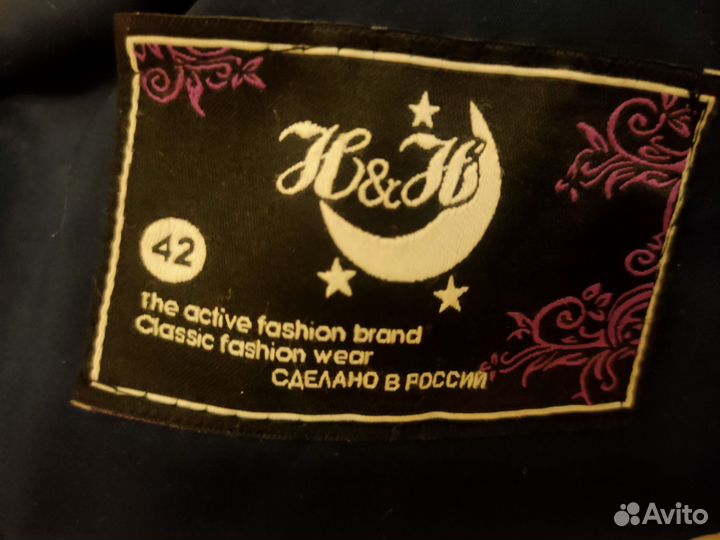 H&H
42
The active fashion brand
Classic fashion wear
СДЕЛАНО В РОССИИ
Avito